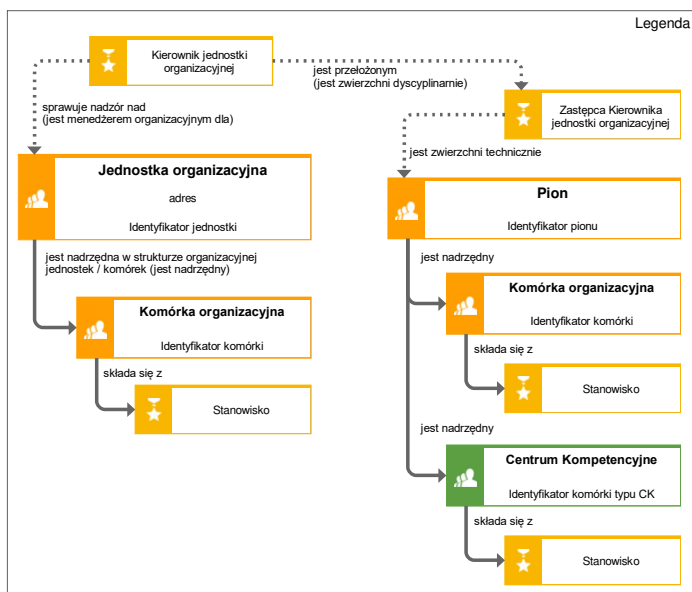 Legenda
Kierownik jednostki
organizacyjnej
jest przełożonym
(jest zwierzchni dyscyplinarnie)
sprawuje nadzór nad
(jest menedżerem organizacyjnym dla)
Zastępca Kierownika
jednostki organizacyjnej
jest zwierzchni technicznie
Jednostka organizacyjna
adres
Identyfikator jednostki
Pion
Identyfikator pionu
jest nadrzędna w strukturze organizacyjnej
jednostek / komórek (jest nadrzędny)
jest nadrzędny
Komórka organizacyjna
Identyfikator komórki
Komórka organizacyjna
Identyfikator komórki
składa się z
składa się z
Stanowisko
Stanowisko
jest nadrzędny
Centrum Kompetencyjne
Identyfikator komórki typu CK
składa się z
Stanowisko